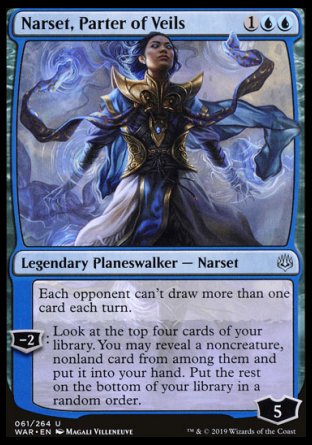 Narset, Parter of Veils 1
Legendary Planeswalker — Narset
Each opponent can't draw more than one
card each turn.
-2: Look at the top four cards of your
library. You may reveal a noncreature,
nonland card from among them and
put it into your hand. Put the rest
on the bottom of your library in a
random order.
5
061/264 U
WAR • EN MAGALI VILLENEUVE
™ & © 2019 Wizards of the Coast